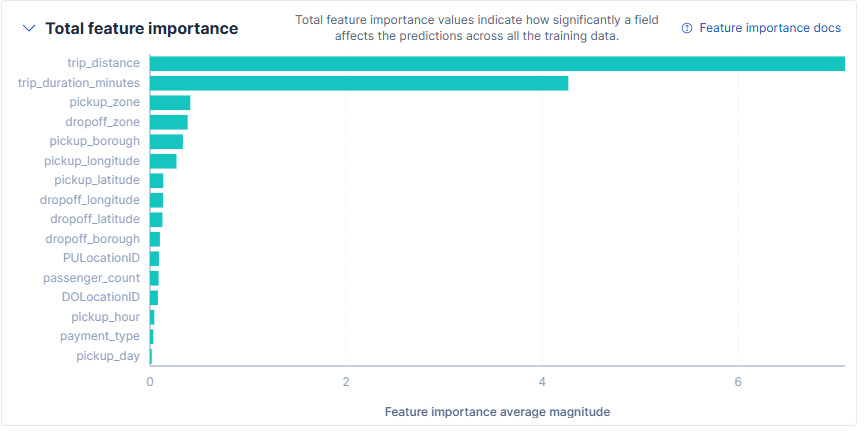 Total feature importance
Total feature importance values indicate how significantly a field
affects the predictions across all the training data.
Feature importance docs
trip_distance
trip_duration_minutes
pickup_zone
dropoff_zone
pickup_borough
pickup_longitude
pickup_latitude
dropoff_longitude
dropoff_latitude
dropoff_borough
PULocationID
passenger_count
DOLocationID
pickup_hour
payment_type
pickup_day
0 2 4 6
Feature importance average magnitude